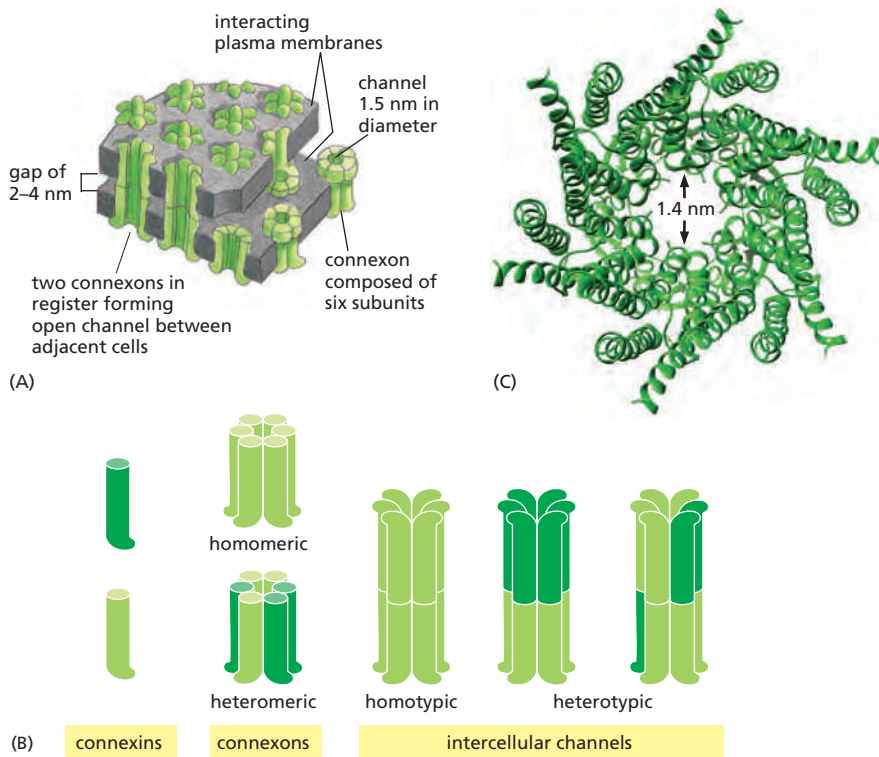 interacting
plasma membranes
channel
1.5 nm in
diameter
gap of
2–4 nm
two connexons in
register forming
open channel between
adjacent cells
connexon
composed of
six subunits
(A)
1.4 nm
(C)
homomeric
heteromeric
homotypic
heterotypic
(B)
connexins
connexons
intercellular channels